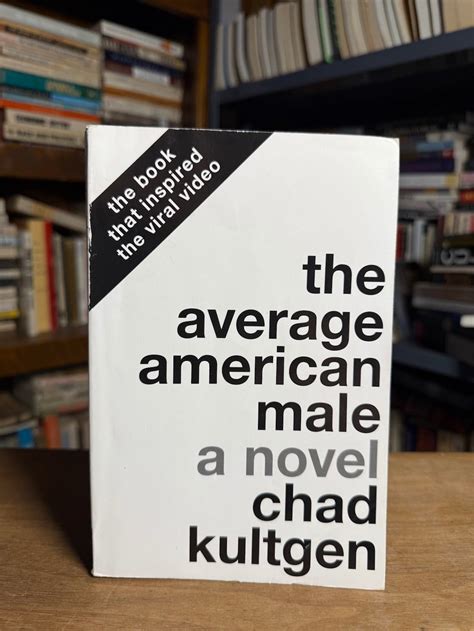 the book
that inspired
the viral video
the
average
american
male
a novel
chad
kultgen